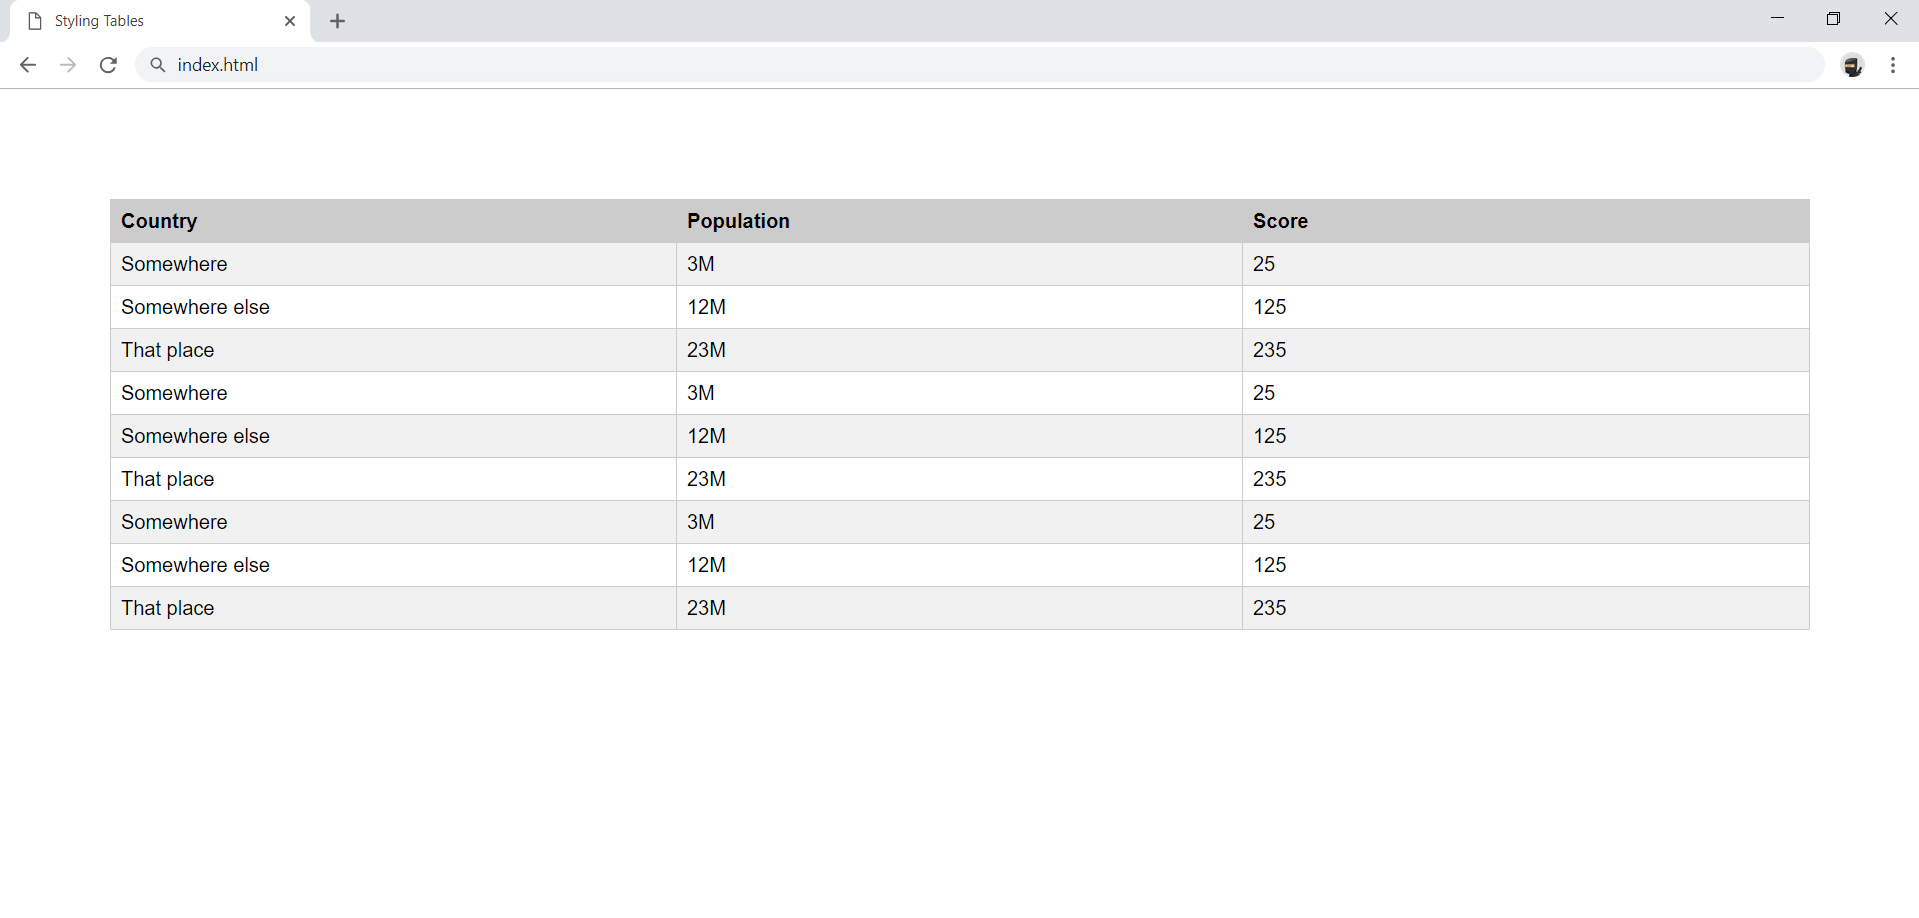 Styling Tables
index.html
Country Population Score
Somewhere 3M 25
Somewhere else 12M 125
That place 23M 235
Somewhere 3M 25
Somewhere else 12M 125
That place 23M 235
Somewhere 3M 25
Somewhere else 12M 125
That place 23M 235